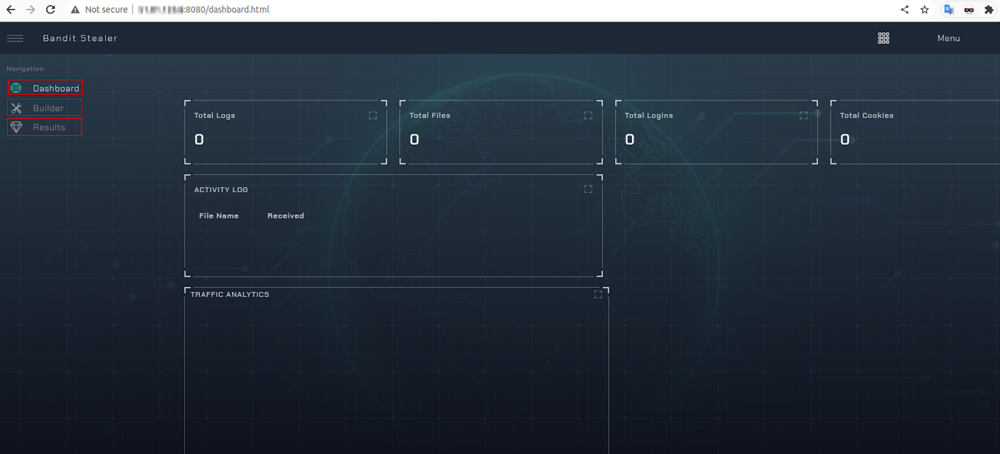 Not secure :8080/dashboard.html
Bandit Stealer Menu
Navigation
Dashboard
Builder
Results
Total Logs
0
Total Files
0
Total Logins
0
Total Cookies
0
ACTIVITY LOG
File Name Received
TRAFFIC ANALYTICS